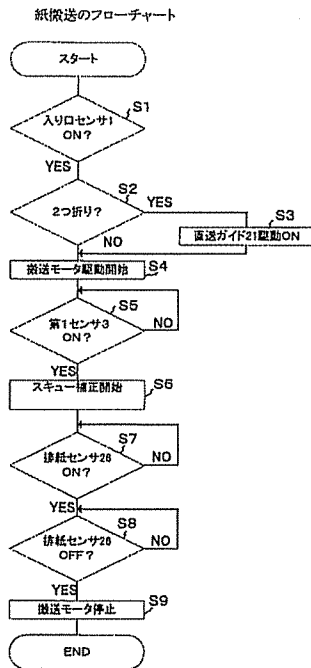 紙搬送のフローチャート
スタート
S1
入り口センサ1
ON？
YES
S2
2つ折り？
YES
NO
S3
直送ガイド21駆動ON
搬送モータ駆動開始
S4
S5
第1センサ3
ON？
NO
YES
スキュー補正開始
S6
S7
排紙センサ26
ON？
NO
YES
S8
排紙センサ26
OFF？
NO
YES
搬送モータ停止
S9
END